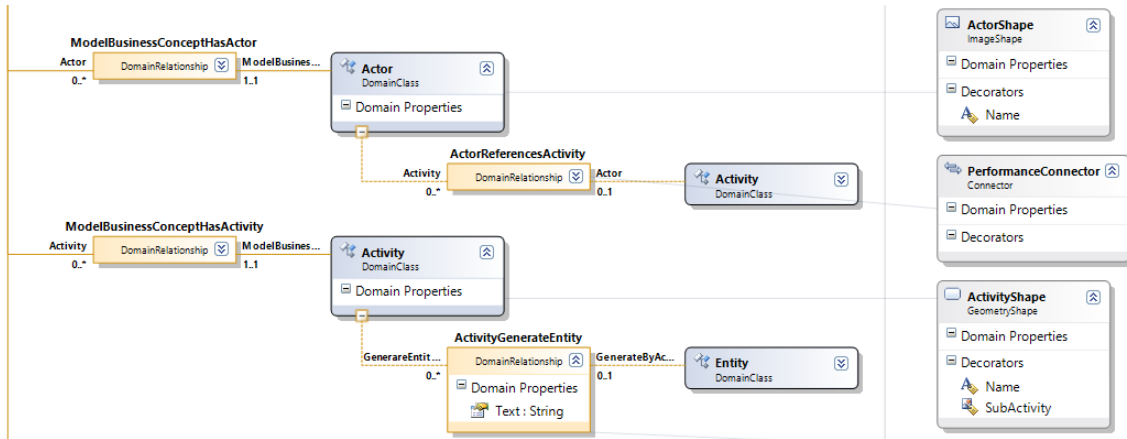 ModelBusinessConceptHasActor
Actor
DomainRelationship
ModelBusines...
0..*
1..1
Actor
DomainClass
Domain Properties
ActorShape
ImageShape
Domain Properties
Decorators
Name
ActorReferencesActivity
Activity
DomainRelationship
Actor
0..*
0..1
Activity
DomainClass
PerformanceConnector
Connector
Domain Properties
Decorators
ModelBusinessConceptHasActivity
Activity
DomainRelationship
ModelBusines...
0..*
1..1
Activity
DomainClass
Domain Properties
ActivityShape
GeometryShape
Domain Properties
Decorators
Name
SubActivity
ActivityGenerateEntity
GenerareEntit...
DomainRelationship
GenerateByAc...
0..*
0..1
Domain Properties
Text : String
Entity
DomainClass